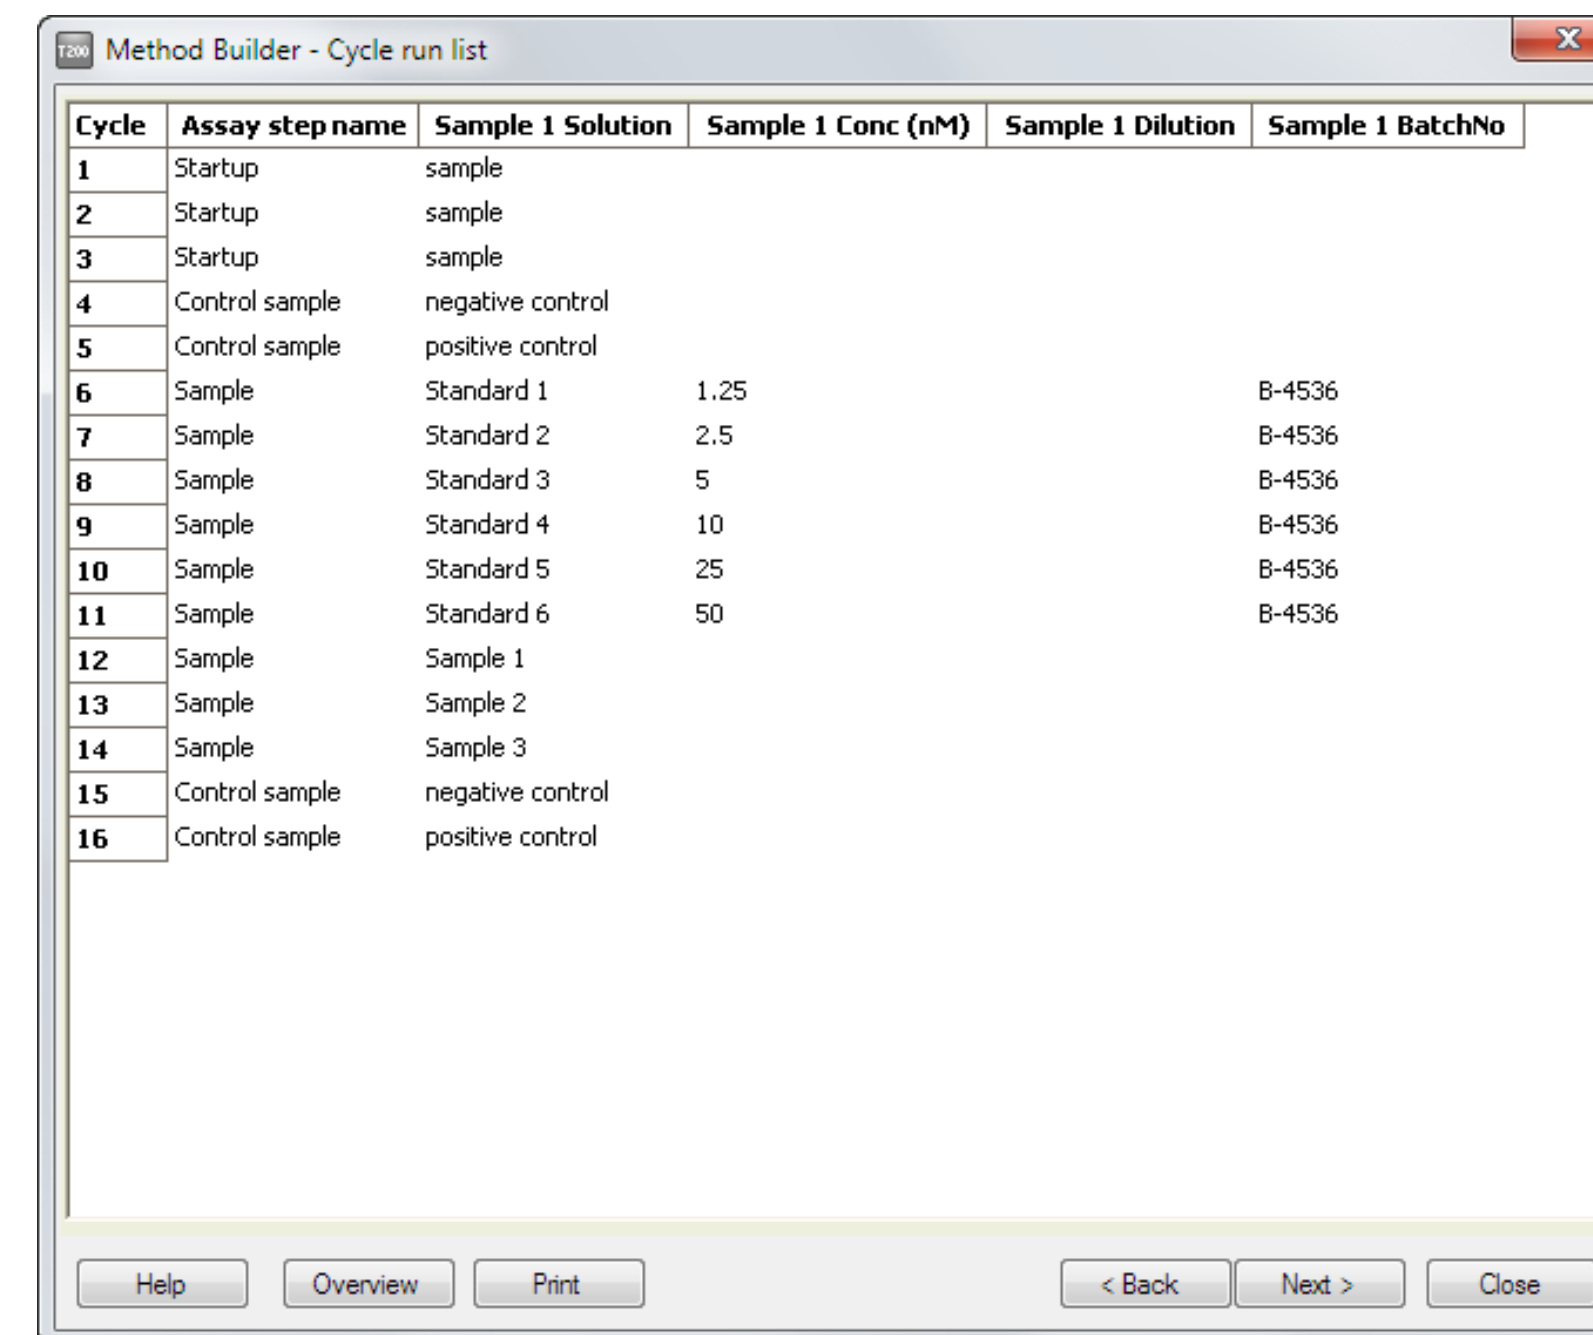 T200 Method Builder - Cycle run list X
Cycle Assay step name Sample 1 Solution Sample 1 Conc (nM) Sample 1 Dilution Sample 1 BatchNo
1 Startup sample
2 Startup sample
3 Startup sample
4 Control sample negative control
5 Control sample positive control
6 Sample Standard 1 1.25 B-4536
7 Sample Standard 2 2.5 B-4536
8 Sample Standard 3 5 B-4536
9 Sample Standard 4 10 B-4536
10 Sample Standard 5 25 B-4536
11 Sample Standard 6 50 B-4536
12 Sample Sample 1
13 Sample Sample 2
14 Sample Sample 3
15 Control sample negative control
16 Control sample positive control
Help Overview Print < Back Next > Close